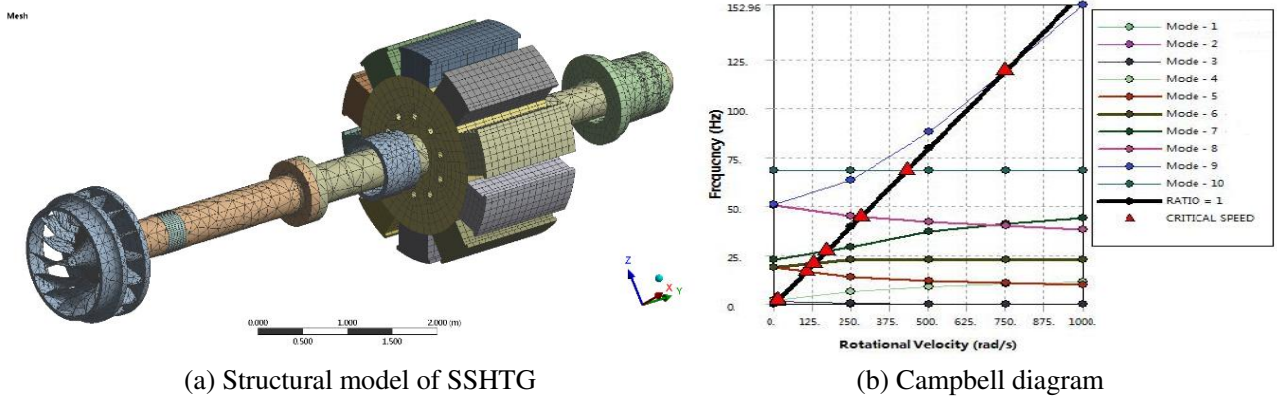 Mesh
Z
X
Y
0.000
1.000
2.000 (m)
0.500
1.500
(a) Structural model of SSHTG
152.96
125.
100.
75.
50.
25.
0.
Frequency (Hz)
0.
125.
250.
375.
500.
625.
750.
875.
1000.
Rotational Velocity (rad/s)
Mode - 1
Mode - 2
Mode - 3
Mode - 4
Mode - 5
Mode - 6
Mode - 7
Mode - 8
Mode - 9
Mode - 10
RATIO = 1
CRITICAL SPEED
(b) Campbell diagram